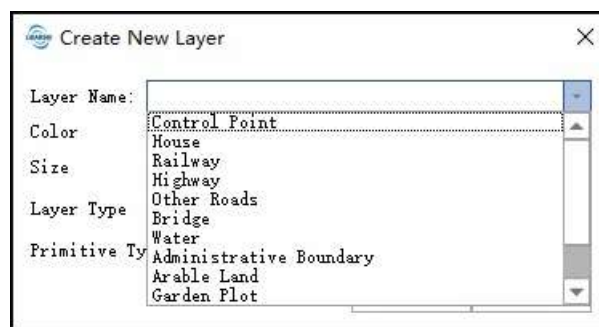 Create New Layer
Layer Name:
Control Point
Color
House
Railway
Size
Highway
Other Roads
Layer Type
Bridge
Water
Primitive Ty
Administrative Boundary
Arable Land
Garden Plot